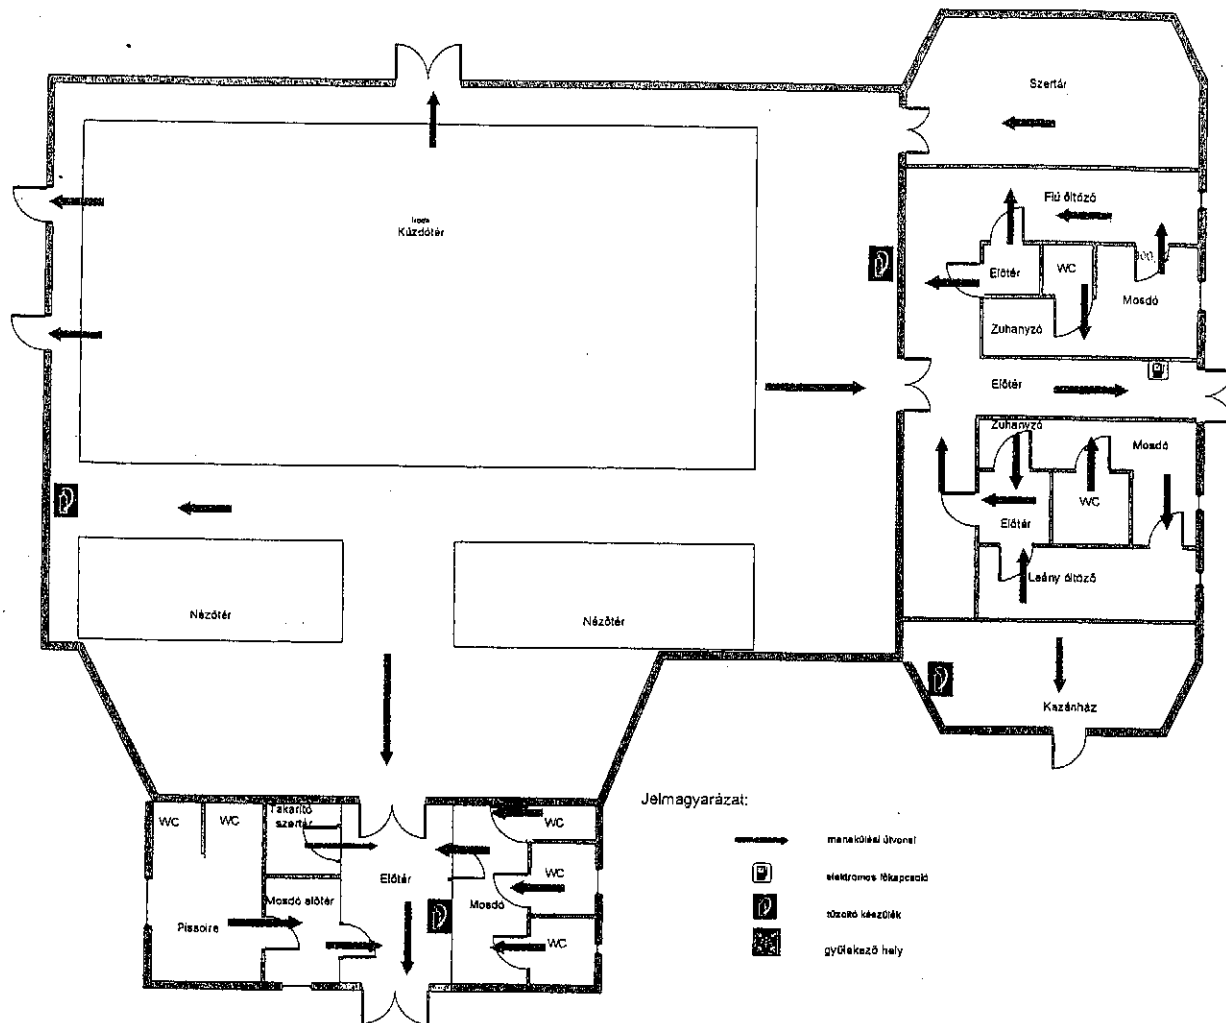 Szertár
Fiú öltöző
Küzdőtér
Előtér
WC
Mosdó
Zuhanyzó
Előtér
Zuhanyzó
Mosdó
WC
Előtér
Leány öltöző
Nézőtér
Nézőtér
Kazánház
Jelmagyarázat:
menekülési útvonal
elektromos főkapcsoló
tűzoltó készülék
gyülekező hely
WC
WC
Takarító
szertár
WC
Előtér
WC
Mosdó előtér
Mosdó
Pissoire
WC